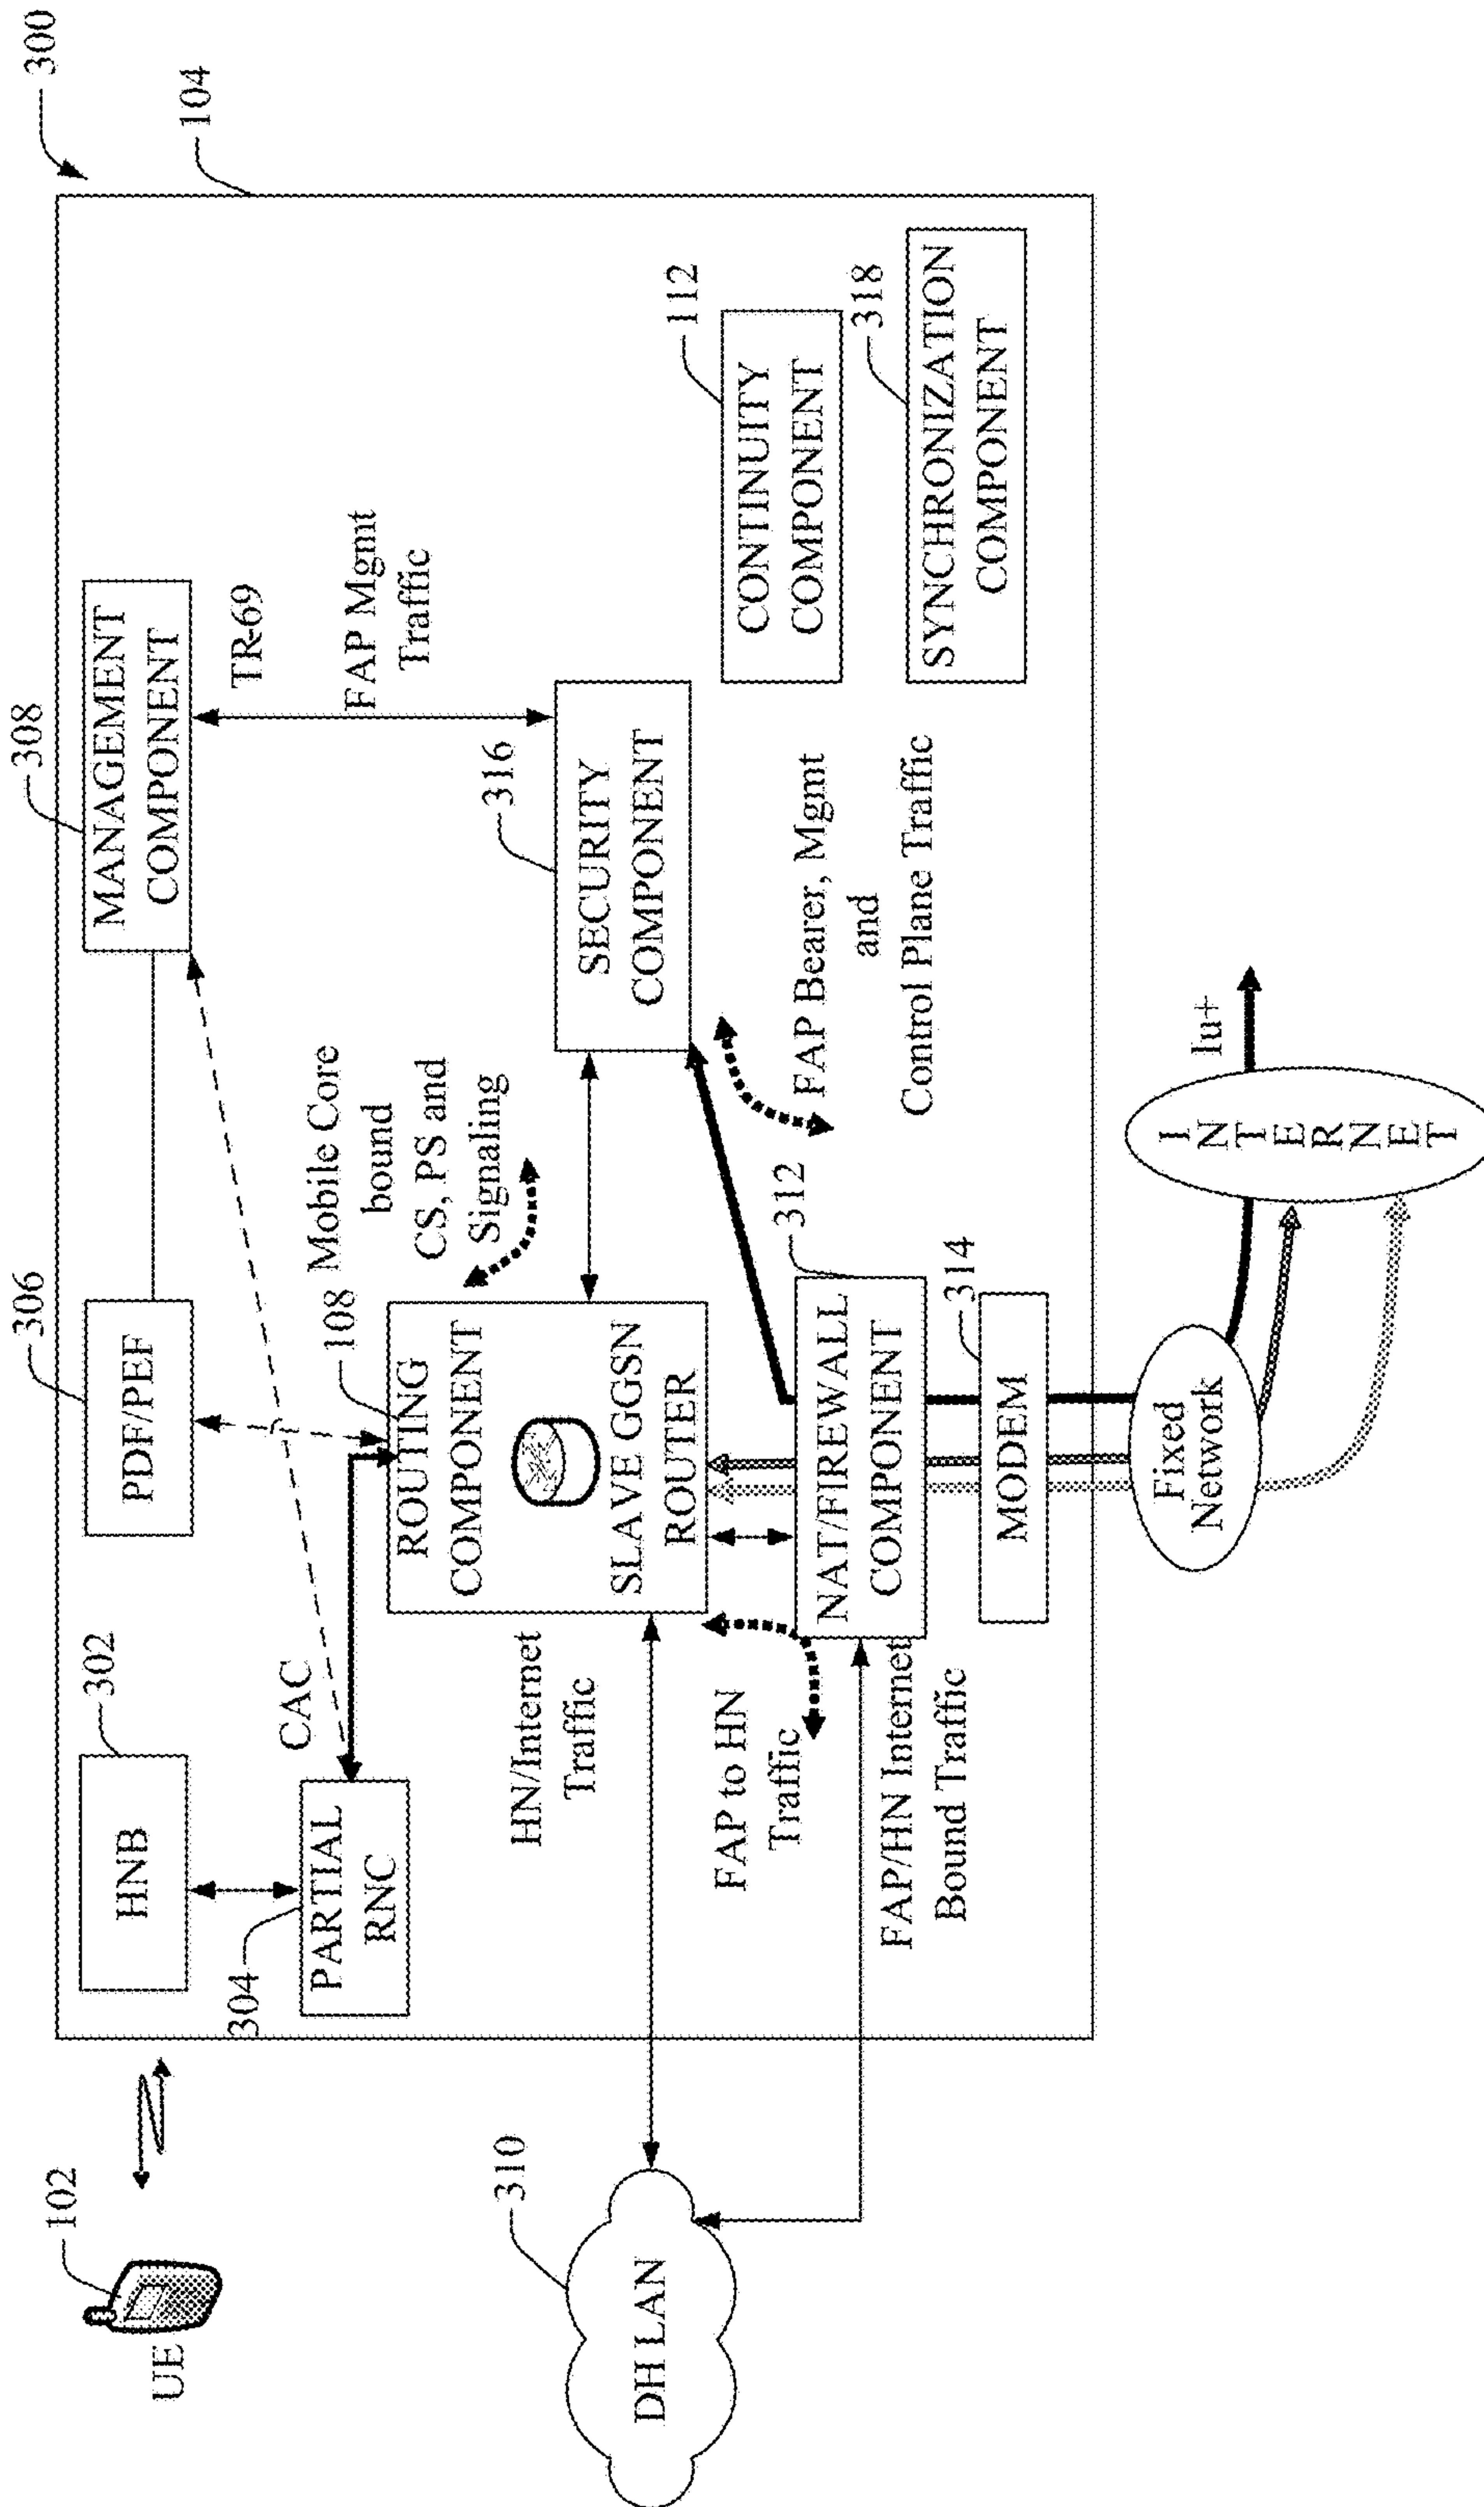 300
104
102
UE
302
HNB
304
PARTIAL
RNC
CAC
306
PDF/PEF
308
MANAGEMENT
COMPONENT
TR-69
FAP Mgmt
Traffic
Mobile Core
bound
CS, PS and
Signaling
108
ROUTING
COMPONENT
SLAVE GGSN
ROUTER
316
SECURITY
COMPONENT
112
CONTINUITY
COMPONENT
318
SYNCHRONIZATION
COMPONENT
HN/Internet
Traffic
310
DH LAN
FAP to HN
Traffic
FAP/HN Internet
Bound Traffic
312
NAT/FIREWALL
COMPONENT
FAP Bearer, Mgmt
and
Control Plane Traffic
314
MODEM
Fixed
Network
INTERNET
Iu+